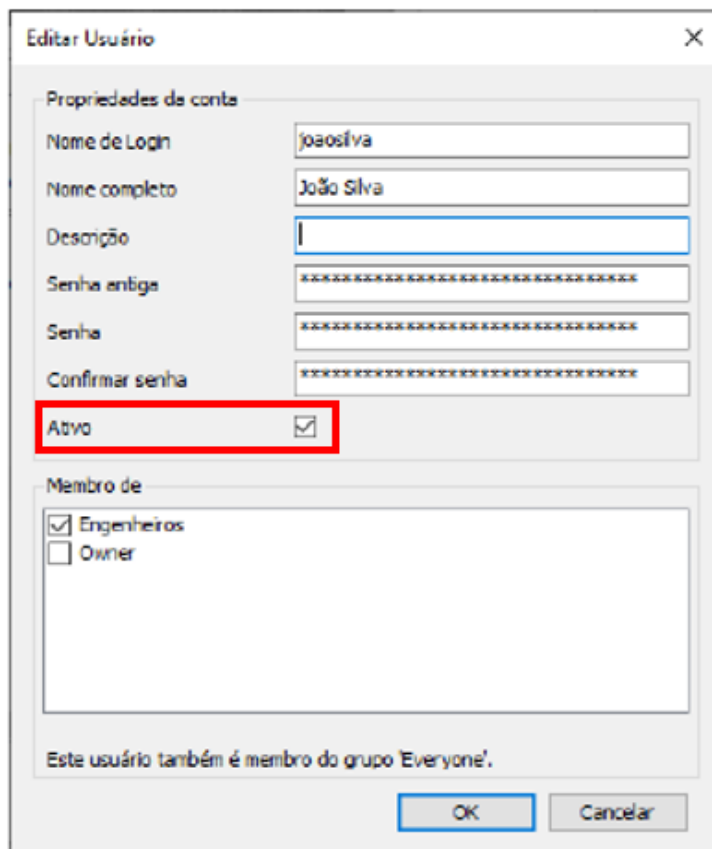 Editar Usuário
Propriedades da conta
Nome de Login joaosilva
Nome completo João Silva
Descrição
Senha antiga ********************************
Senha ********************************
Confirmar senha ********************************
Ativo
Membro de
Engenheiros
Owner
Este usuário também é membro do grupo 'Everyone'.
OK Cancelar